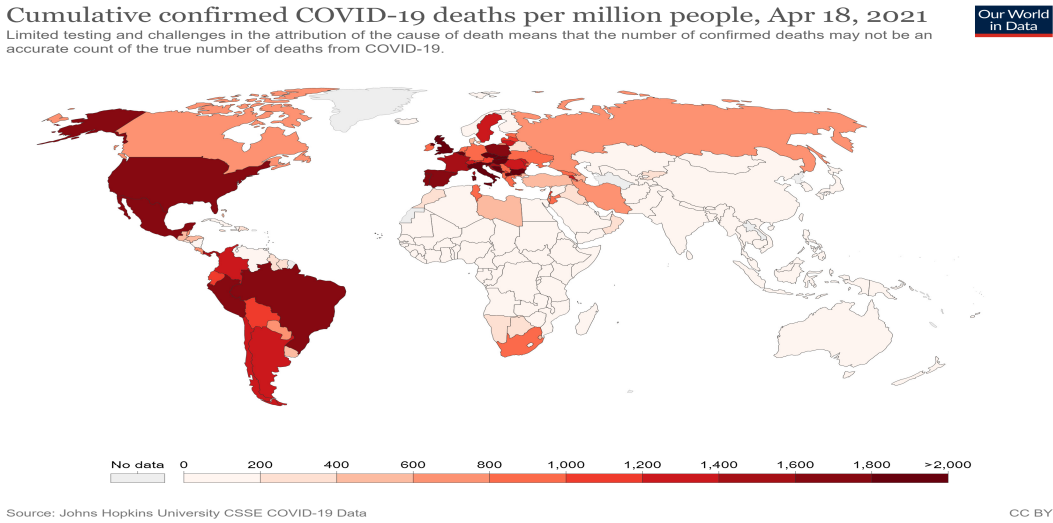 Cumulative confirmed COVID-19 deaths per million people, Apr 18, 2021
Our World
in Data
Limited testing and challenges in the attribution of the cause of death means that the number of confirmed deaths may not be an
accurate count of the true number of deaths from COVID-19.
No data 0 200 400 600 800 1,000 1,200 1,400 1,600 1,800 >2,000
Source: Johns Hopkins University CSSE COVID-19 Data
CC BY